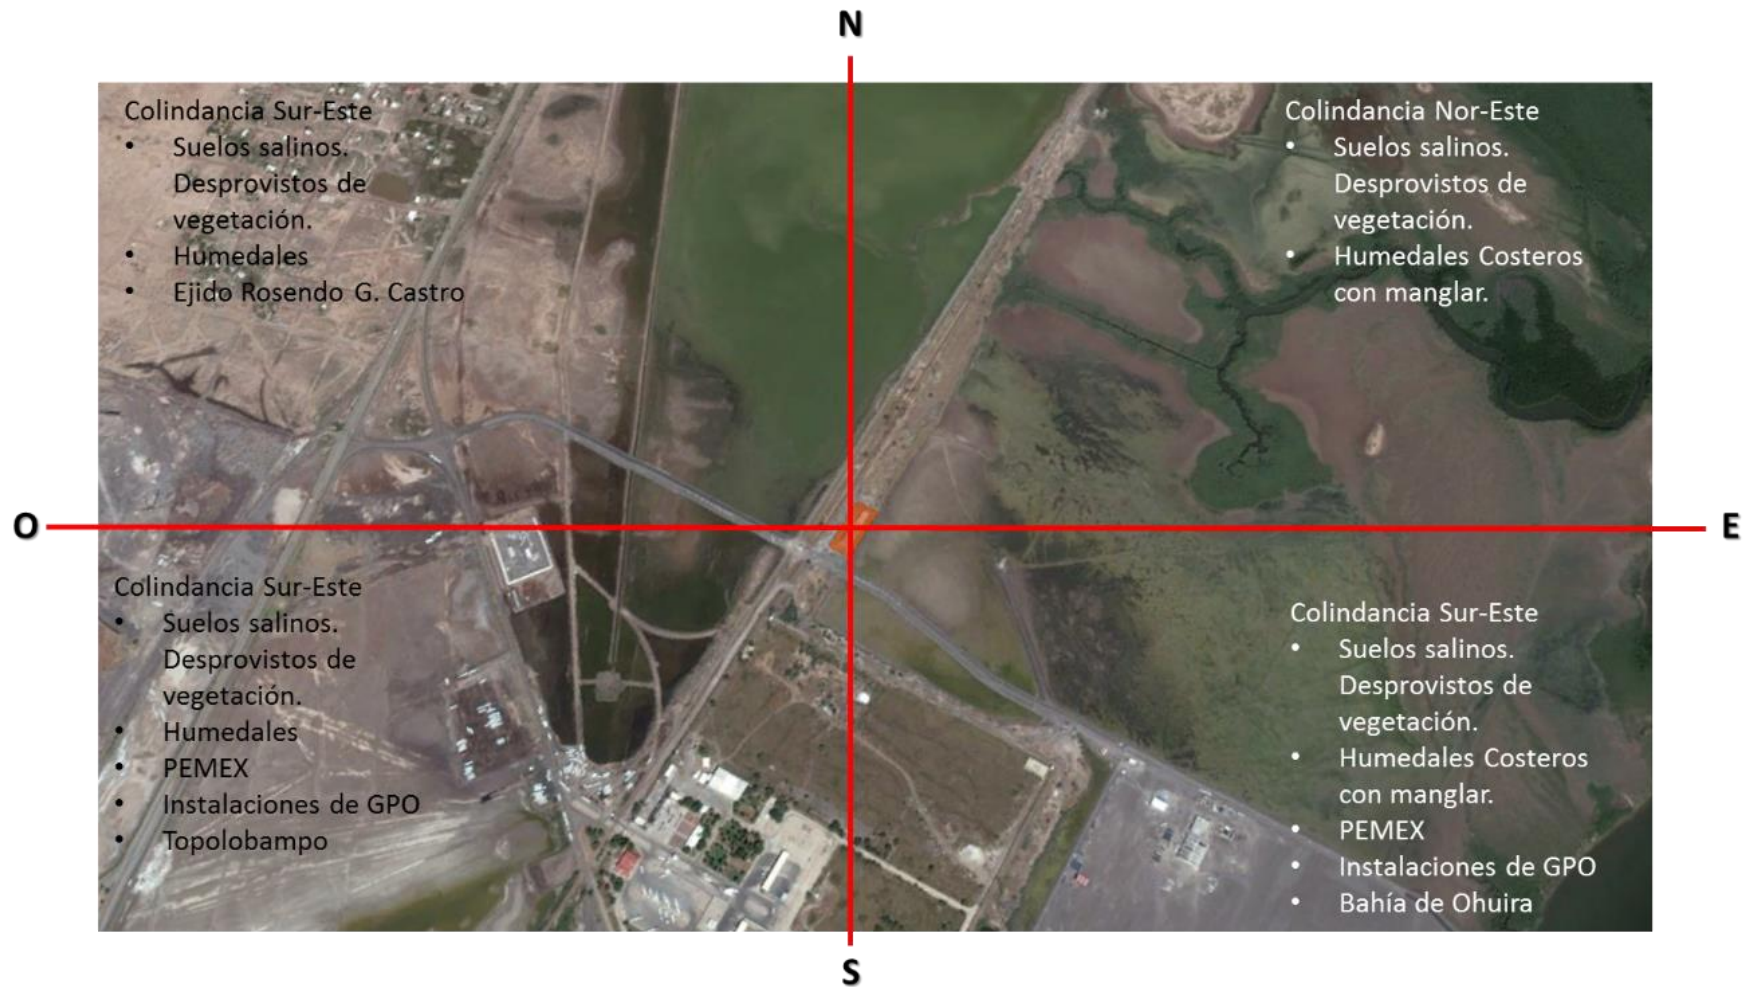 N
Colindancia Sur-Este
• Suelos salinos.
Desprovistos de
vegetación.
• Humedales
• Ejido Rosendo G. Castro
Colindancia Nor-Este
• Suelos salinos.
Desprovistos de
vegetación.
• Humedales Costeros
con manglar.
O
E
Colindancia Sur-Este
• Suelos salinos.
Desprovistos de
vegetación.
• Humedales
• PEMEX
• Instalaciones de GPO
• Topolobampo
Colindancia Sur-Este
• Suelos salinos.
Desprovistos de
vegetación.
• Humedales Costeros
con manglar.
• PEMEX
• Instalaciones de GPO
• Bahía de Ohuira
S